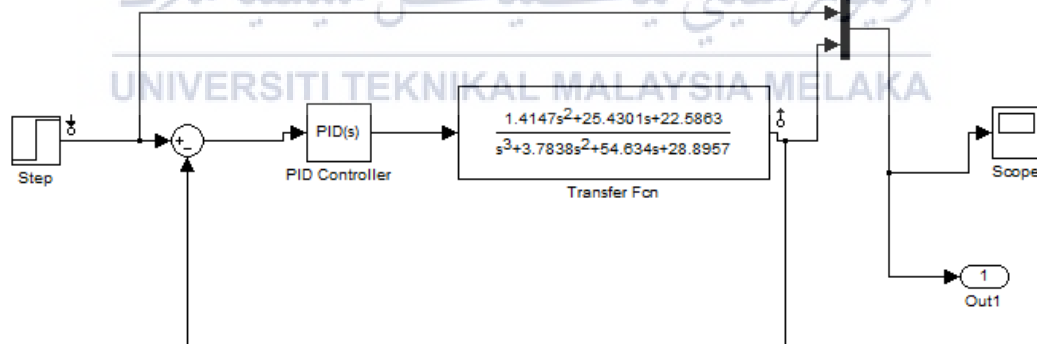 UNIVERSITI TEKNIKAL MALAYSIA MELAKA
Step
+
-
PID(s)
PID Controller
1.4147s²+25.4301s+22.5863
s³+3.7838s²+54.634s+28.8957
Transfer Fcn
Scope
1
Out1